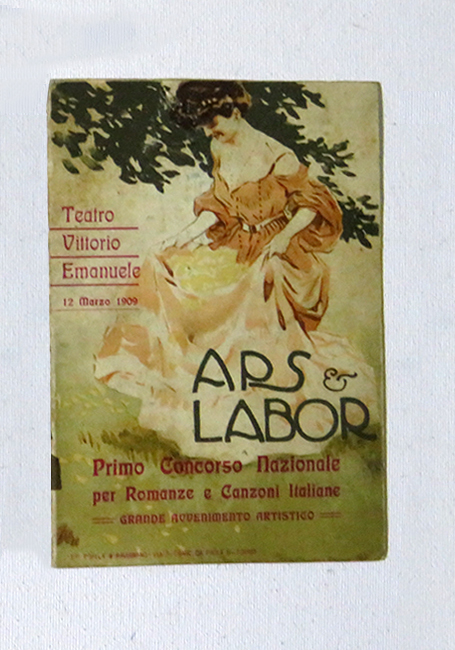 Teatro
Vittorio
Emanuele
12 Marzo 1909
ARS &
LABOR
Primo Concorso Nazionale
per Romanze e Canzoni Italiane
GRANDE AVVENIMENTO ARTISTICO